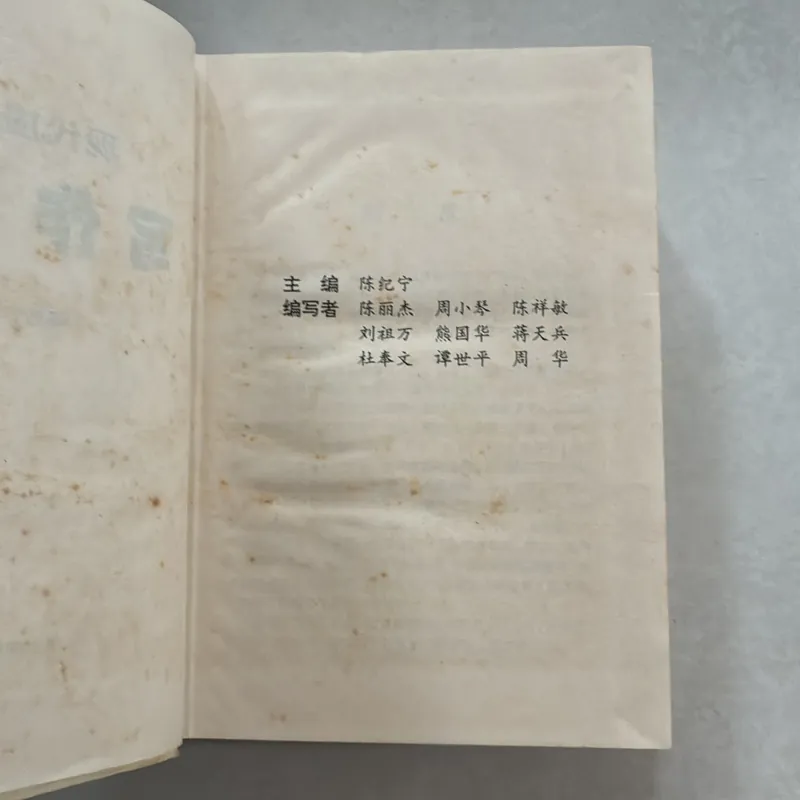 主　编　陈纪宁
编写者　陈丽杰　周小琴　陈祥敏
刘祖万　熊国华　蒋天兵
杜奉文　谭世平　周　华